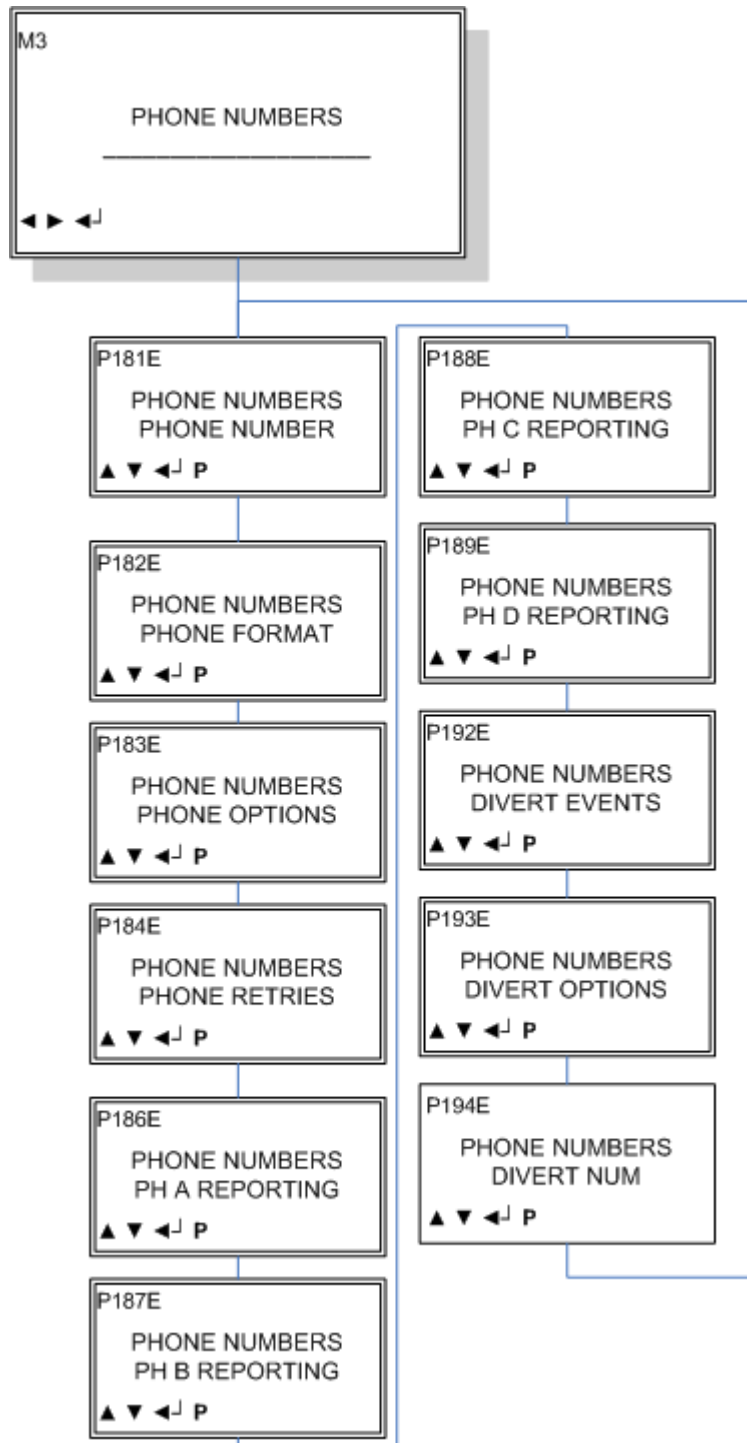 M3
PHONE NUMBERS
____________________
◄ ► ◄┘
P181E
PHONE NUMBERS
PHONE NUMBER
▲ ▼ ◄┘ P
P182E
PHONE NUMBERS
PHONE FORMAT
▲ ▼ ◄┘ P
P183E
PHONE NUMBERS
PHONE OPTIONS
▲ ▼ ◄┘ P
P184E
PHONE NUMBERS
PHONE RETRIES
▲ ▼ ◄┘ P
P186E
PHONE NUMBERS
PH A REPORTING
▲ ▼ ◄┘ P
P187E
PHONE NUMBERS
PH B REPORTING
▲ ▼ ◄┘ P
P188E
PHONE NUMBERS
PH C REPORTING
▲ ▼ ◄┘ P
P189E
PHONE NUMBERS
PH D REPORTING
▲ ▼ ◄┘ P
P192E
PHONE NUMBERS
DIVERT EVENTS
▲ ▼ ◄┘ P
P193E
PHONE NUMBERS
DIVERT OPTIONS
▲ ▼ ◄┘ P
P194E
PHONE NUMBERS
DIVERT NUM
▲ ▼ ◄┘ P